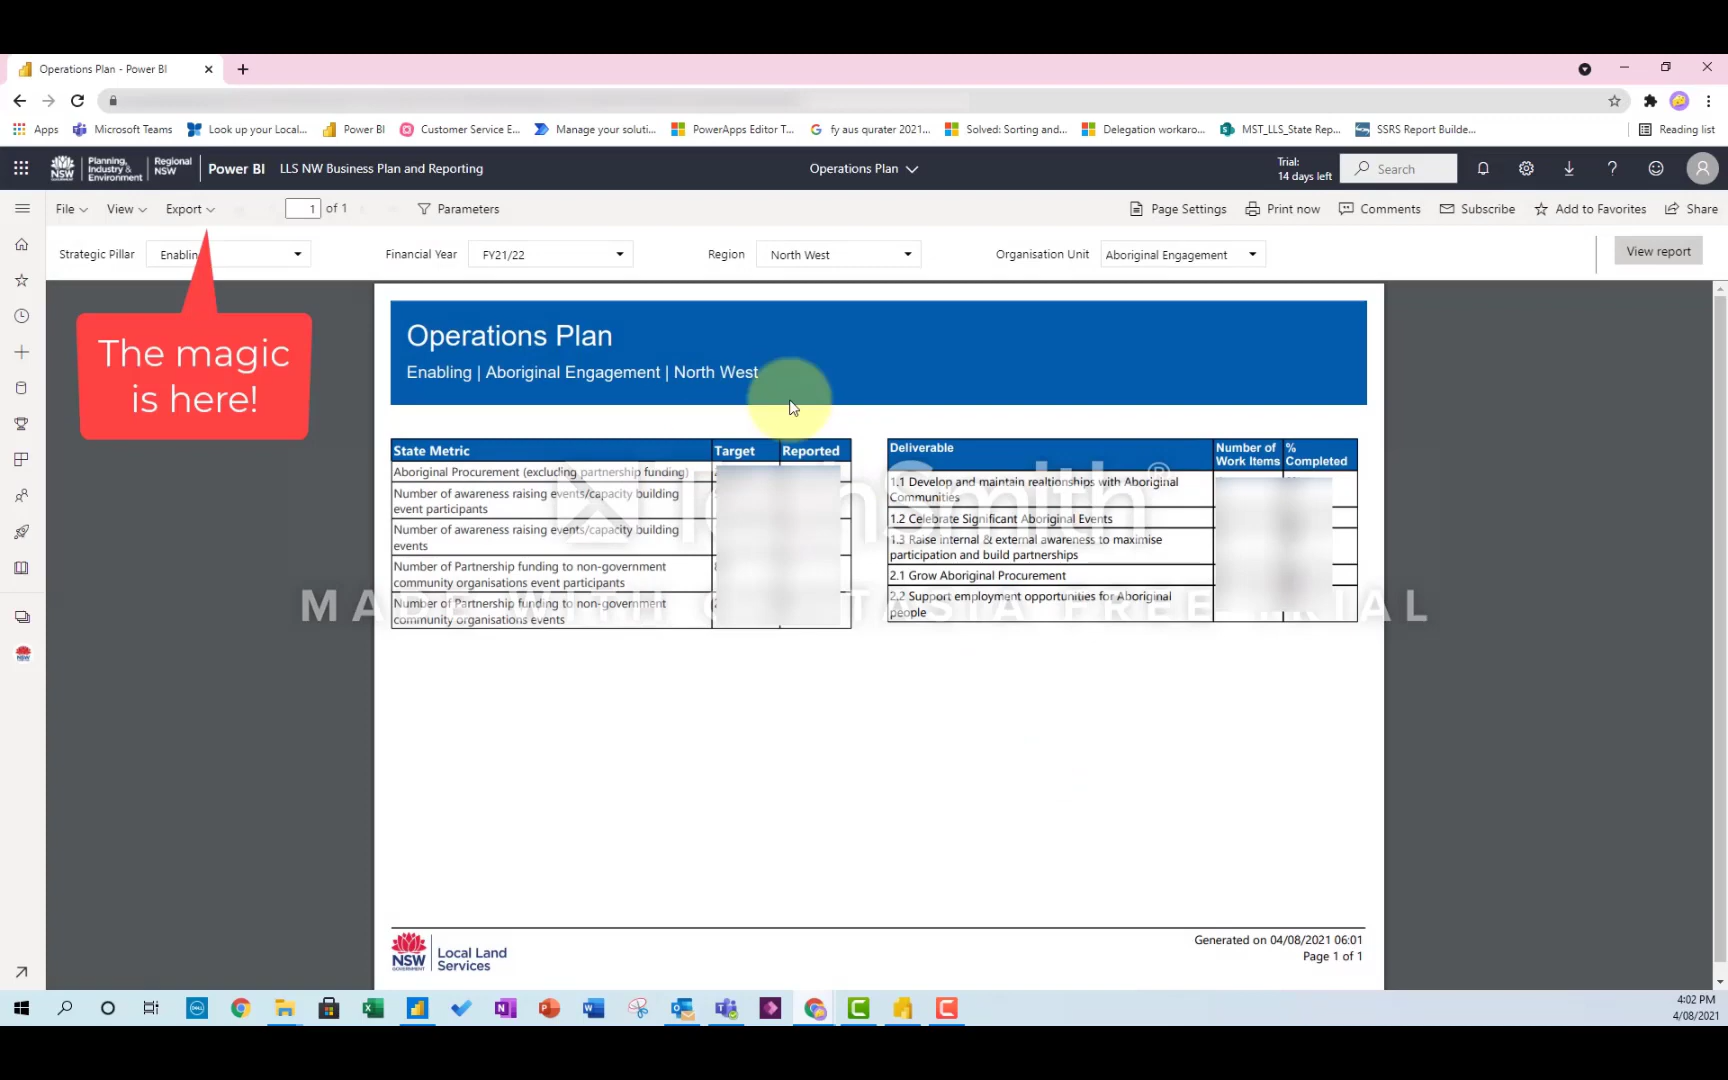 Operations Plan - Power BI
Apps
Microsoft Teams
Look up your Local...
Power BI
Customer Service E...
Manage your soluti...
PowerApps Editor T...
fy aus qurater 2021...
Solved: Sorting and...
Delegation workaro...
MST_LLS_State Rep...
SSRS Report Builde...
Reading list
Planning,
Industry &
Environment
Regional
NSW
Power BI
LLS NW Business Plan and Reporting
Operations Plan
Trial:
14 days left
Search
File
View
Export
1 of 1
Parameters
Page Settings
Print now
Comments
Subscribe
Add to Favorites
Share
Strategic Pillar
Enabling
Financial Year
FY21/22
Region
North West
Organisation Unit
Aboriginal Engagement
View report
The magic
is here!
Operations Plan
Enabling | Aboriginal Engagement | North West
State Metric Target Reported
Aboriginal Procurement (excluding partnership funding)
Number of awareness raising events/capacity building
event participants
Number of awareness raising events/capacity building
events
Number of Partnership funding to non-government
community organisations event participants
Number of Partnership funding to non-government
community organisations events
Deliverable
Number of
Work Items
%
Completed
1.1 Develop and maintain realtionships with Aboriginal
Communities
1.2 Celebrate Significant Aboriginal Events
1.3 Raise internal & external awareness to maximise
participation and build partnerships
2.1 Grow Aboriginal Procurement
2.2 Support employment opportunities for Aboriginal
people
TechSmith®
MADE WITH CAMTASIA FREE TRIAL
NSW
GOVERNMENT
Local Land
Services
Generated on 04/08/2021 06:01
Page 1 of 1
4:02 PM
4/08/2021